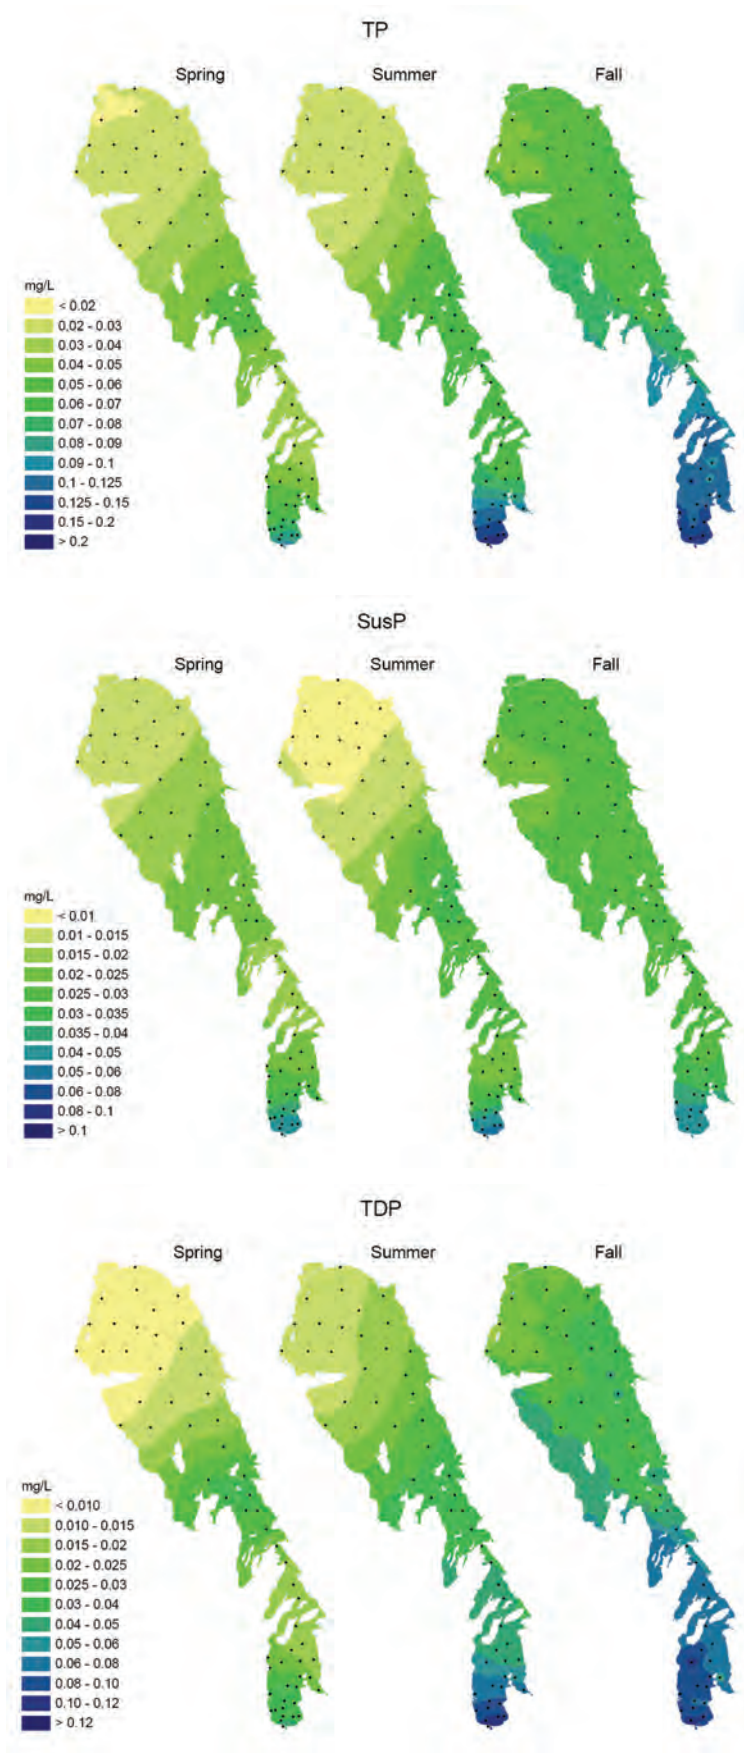 TP
Spring
Summer
Fall
mg/L
< 0.02
0.02 - 0.03
0.03 - 0.04
0.04 - 0.05
0.05 - 0.06
0.06 - 0.07
0.07 - 0.08
0.08 - 0.09
0.09 - 0.1
0.1 - 0.125
0.125 - 0.15
0.15 - 0.2
> 0.2
SusP
Spring
Summer
Fall
mg/L
< 0.01
0.01 - 0.015
0.015 - 0.02
0.02 - 0.025
0.025 - 0.03
0.03 - 0.035
0.035 - 0.04
0.04 - 0.05
0.05 - 0.06
0.06 - 0.08
0.08 - 0.1
> 0.1
TDP
Spring
Summer
Fall
mg/L
< 0.010
0.010 - 0.015
0.015 - 0.02
0.02 - 0.025
0.025 - 0.03
0.03 - 0.04
0.04 - 0.05
0.05 - 0.06
0.06 - 0.08
0.08 - 0.10
0.10 - 0.12
> 0.12